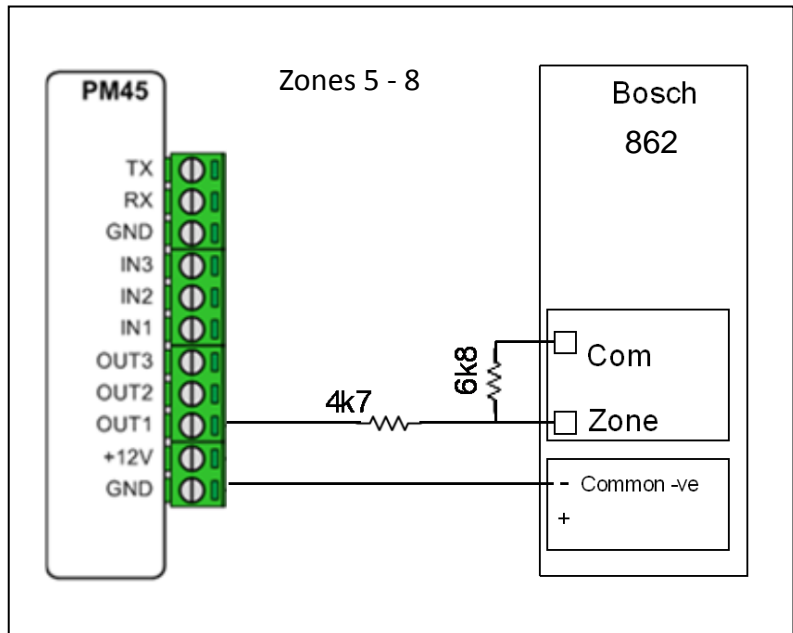 PM45
Zones 5 - 8
Bosch
862
TX
RX
GND
IN3
IN2
IN1
OUT3
OUT2
OUT1
+12V
GND
4k7
6k8
Com
Zone
- Common -ve
+